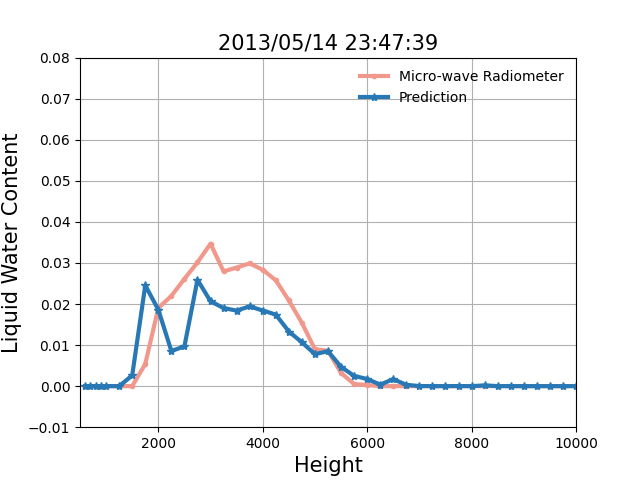 2013/05/14 23:47:39
Micro-wave Radiometer
Prediction
Liquid Water Content
0.08
0.07
0.06
0.05
0.04
0.03
0.02
0.01
0.00
−0.01
2000 4000 6000 8000 10000
Height